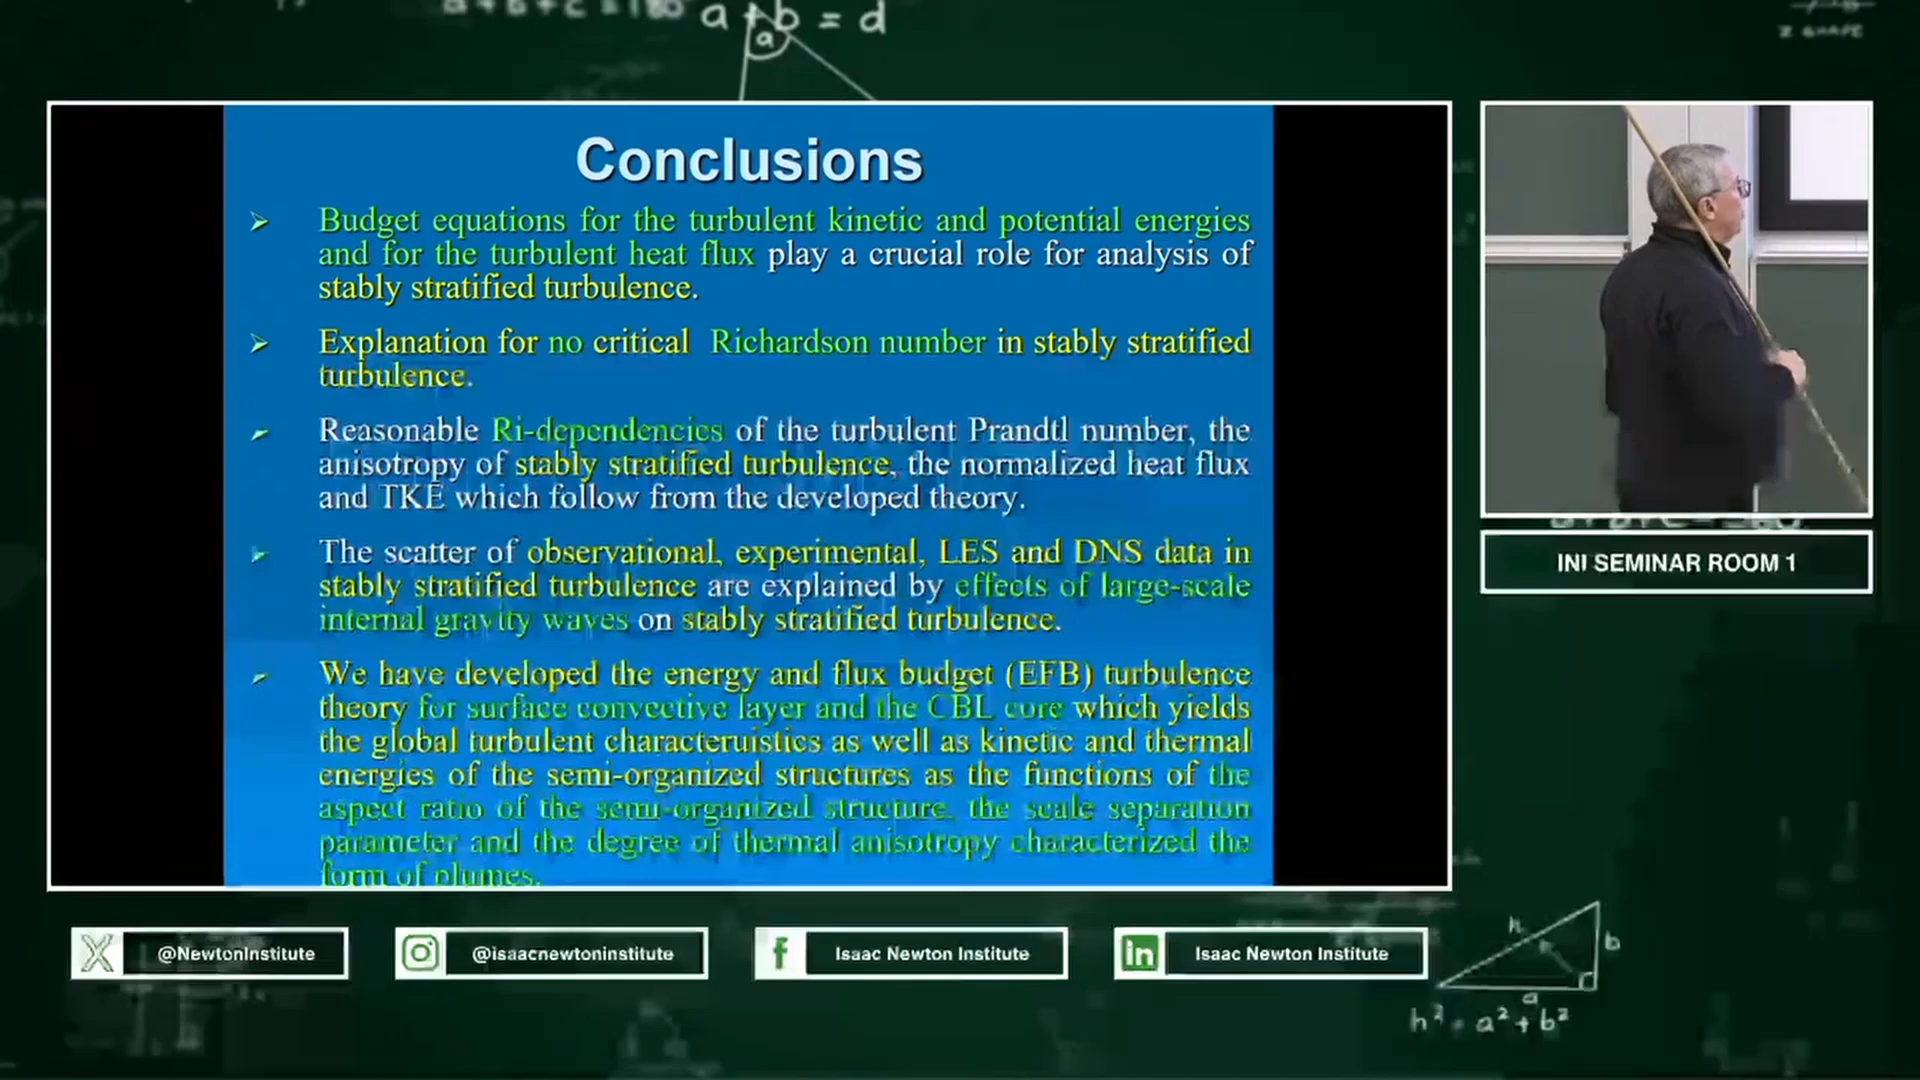 a + b = d
a
Z SHAPE
Conclusions
Budget equations for the turbulent kinetic and potential energies
and for the turbulent heat flux play a crucial role for analysis of
stably stratified turbulence.
Explanation for no critical Richardson number in stably stratified
turbulence.
Reasonable Ri-dependencies of the turbulent Prandtl number, the
anisotropy of stably stratified turbulence, the normalized heat flux
and TKE which follow from the developed theory.
The scatter of observational, experimental, LES and DNS data in
stably stratified turbulence are explained by effects of large-scale
internal gravity waves on stably stratified turbulence.
We have developed the energy and flux budget (EFB) turbulence
theory for surface convective layer and the CBL core which yields
the global turbulent characteruistics as well as kinetic and thermal
energies of the semi-organized structures as the functions of the
aspect ratio of the semi-organized structure, the scale separation
parameter and the degree of thermal anisotropy characterized the
form of plumes.
INI SEMINAR ROOM 1
@NewtonInstitute
@isaacnewtoninstitute
Isaac Newton Institute
in
Isaac Newton Institute
h
b
a
h² = a² + b²